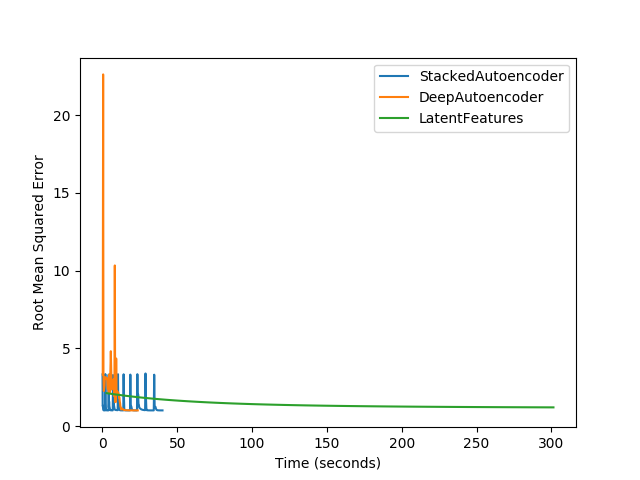 StackedAutoencoder
DeepAutoencoder
LatentFeatures
Root Mean Squared Error
20
15
10
5
0
0 50 100 150 200 250 300
Time (seconds)